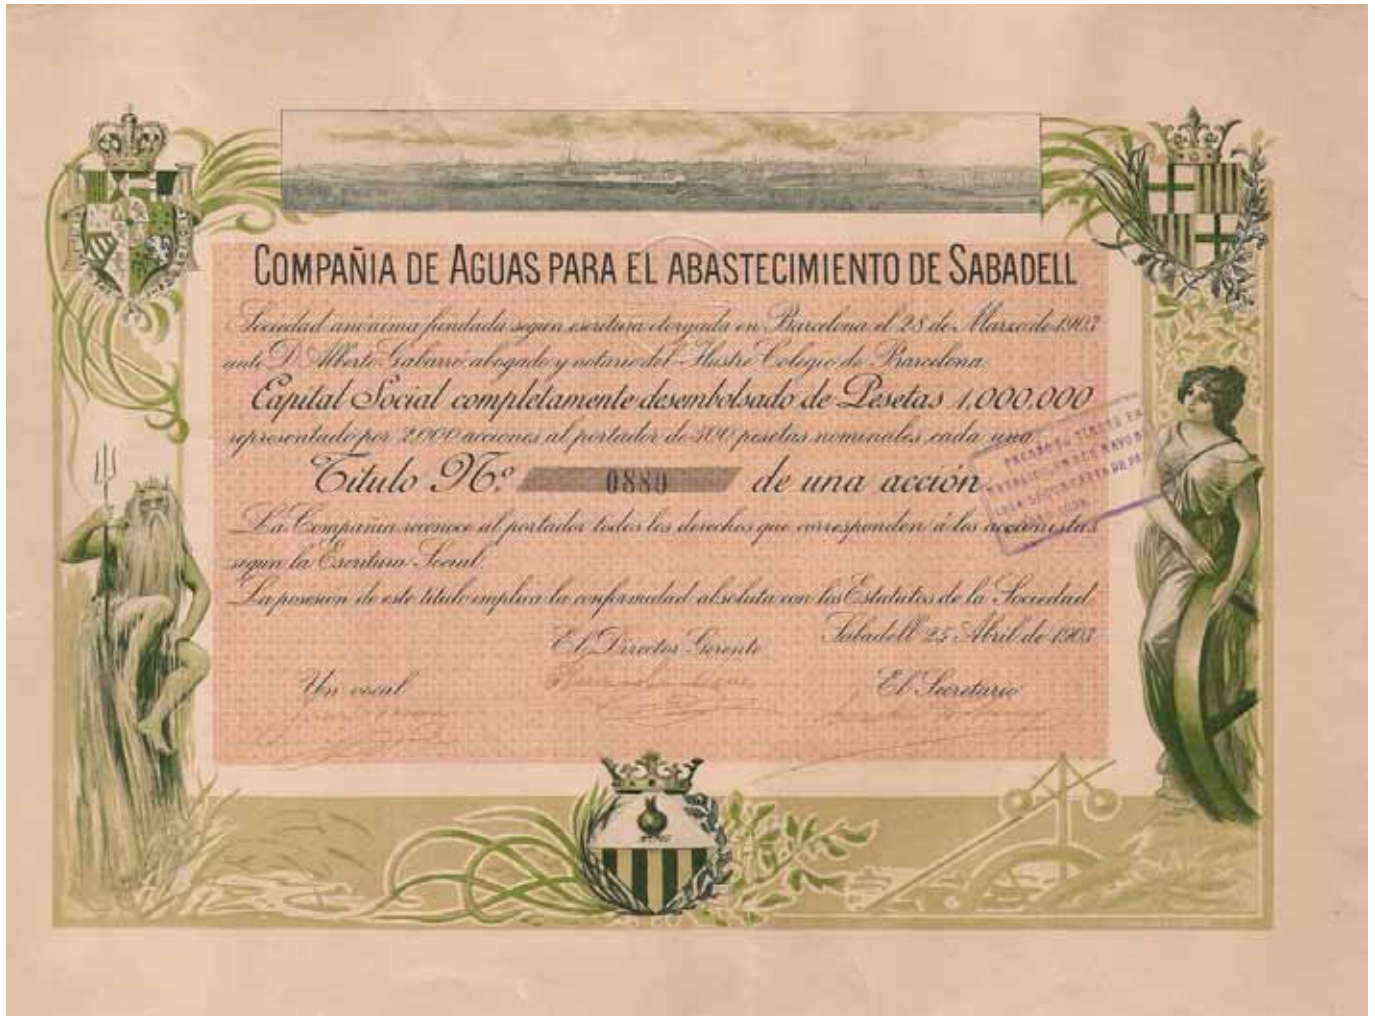 COMPAÑIA DE AGUAS PARA EL ABASTECIMIENTO DE SABADELL
Sociedad anónima fundada segun escritura otorgada en Barcelona el 28 de Marzo de 1903
ante D. Alberto Gabarró, abogado y notario del Ilustre Colegio de Barcelona.
Capital Social completamente desembolsado de Pesetas 1,000,000
representado por 2.000 acciones al portador de 500 pesetas nominales cada una.
Título Nº. 0880 de una acción.
La Compañia reconoce al portador todos los derechos que corresponden á los accionistas
segun la Escritura Social.
La posesion de este titulo implica la conformidad absoluta con los Estatutos de la Sociedad.
Sabadell 25 Abril de 1903
El Director Gerente
Un vocal
El Secretario